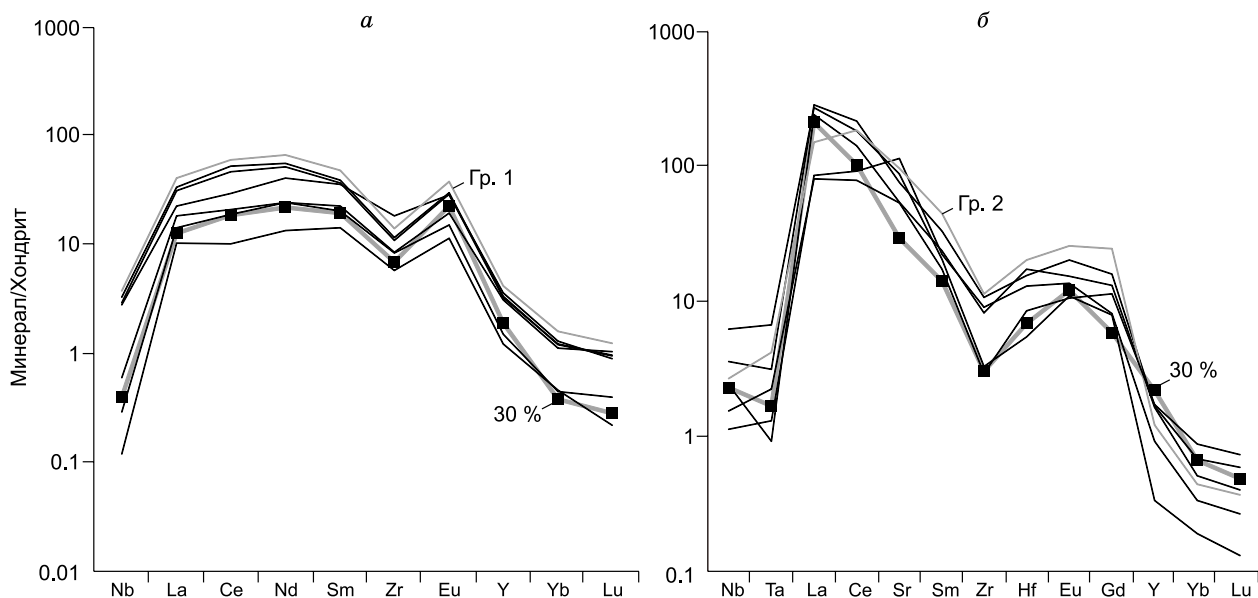 а
1000
100
10
1
0.1
0.01
Минерал/Хондрит
Гр. 1
30 %
Nb La Ce Nd Sm Zr Eu Y Yb Lu
б
1000
100
10
1
0.1
Гр. 2
30 %
Nb Ta La Ce Sr Sm Zr Hf Eu Gd Y Yb Lu